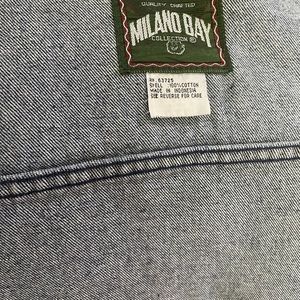 QUALITY CRAFTED
MILANO BAY
COLLECTION ®
RN. 63725
SHELL : 100%COTTON
MADE IN INDONESIA
SEE REVERSE FOR CARE